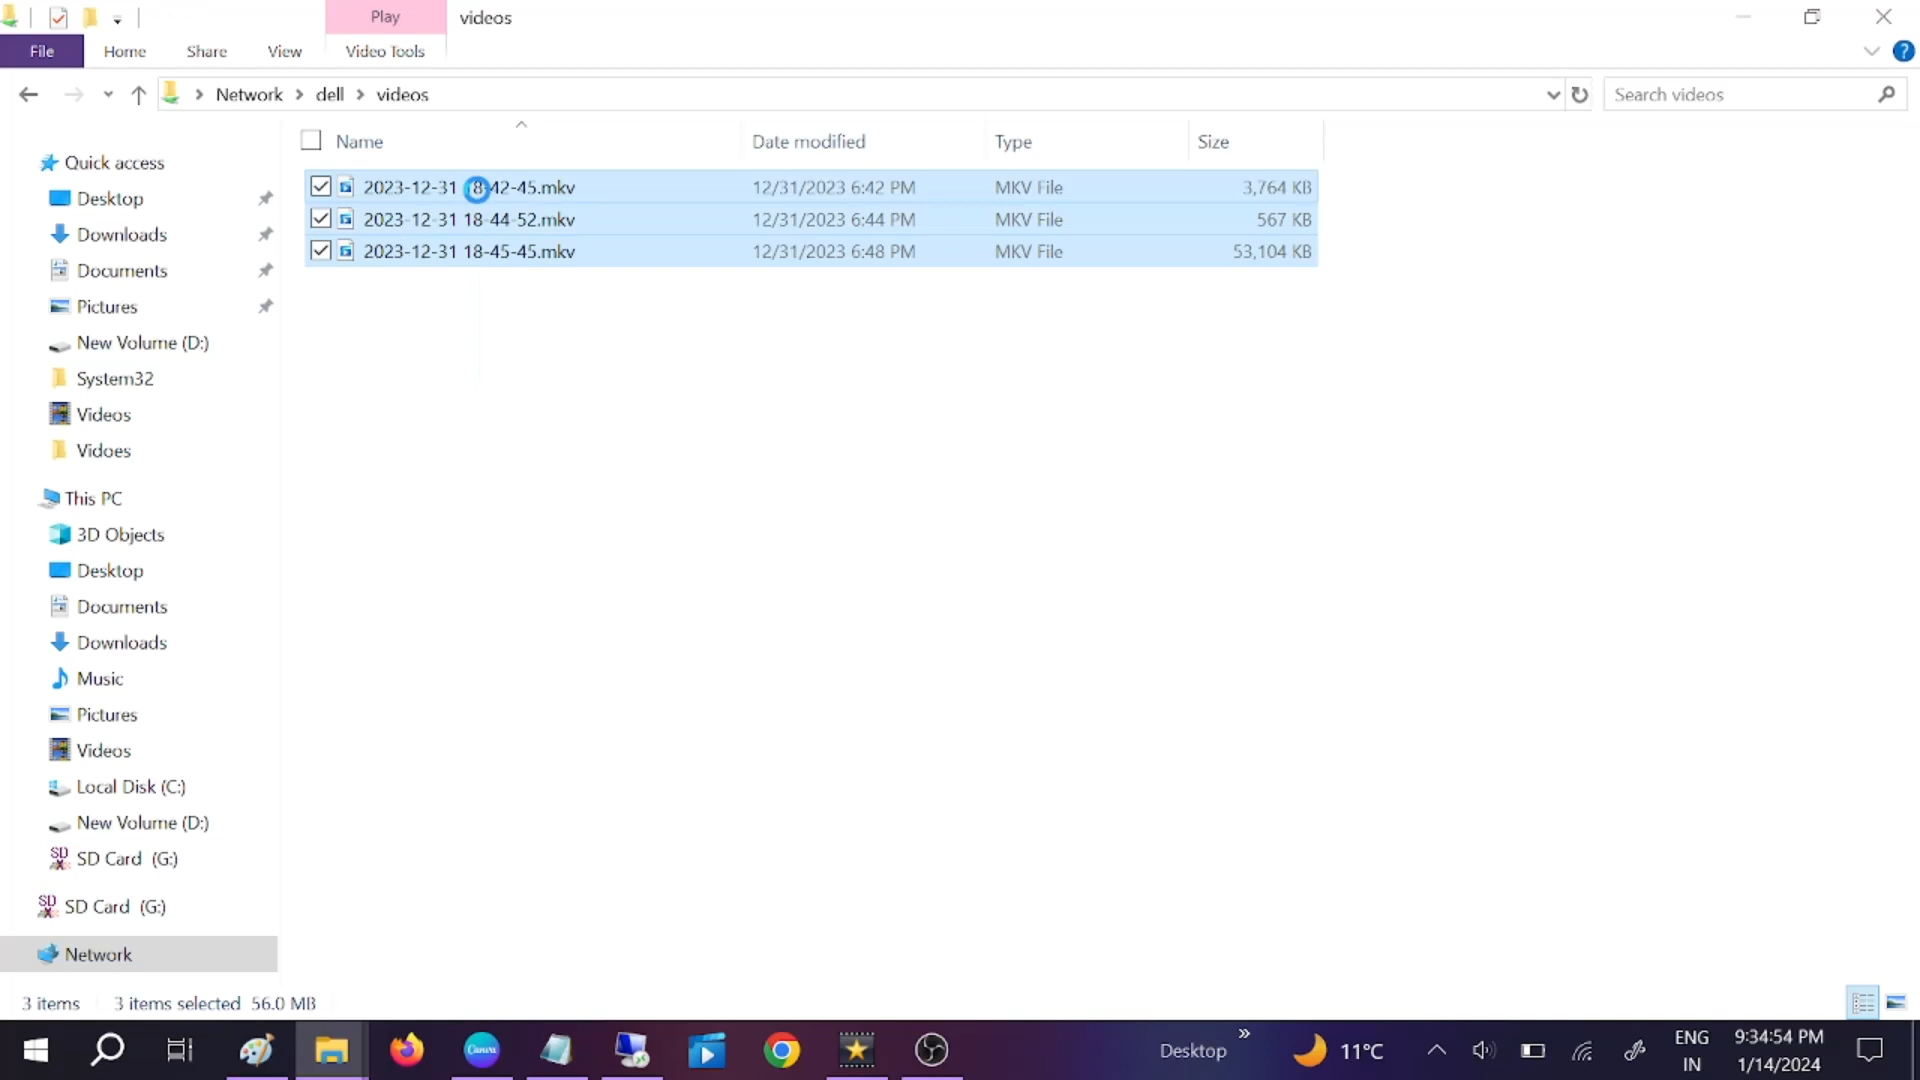 Play
videos
File
Home
Share
View
Video Tools
Network
dell
videos
Search videos
Name
Date modified
Type
Size
2023-12-31 18-42-45.mkv 12/31/2023 6:42 PM MKV File 3,764 KB
2023-12-31 18-44-52.mkv 12/31/2023 6:44 PM MKV File 567 KB
2023-12-31 18-45-45.mkv 12/31/2023 6:48 PM MKV File 53,104 KB
Quick access
Desktop
Downloads
Documents
Pictures
New Volume (D:)
System32
Videos
Vidoes
This PC
3D Objects
Desktop
Documents
Downloads
Music
Pictures
Videos
Local Disk (C:)
New Volume (D:)
SD Card (G:)
SD Card (G:)
Network
3 items 3 items selected 56.0 MB
Canva
Desktop
11°C
ENG
IN
9:34:54 PM
1/14/2024